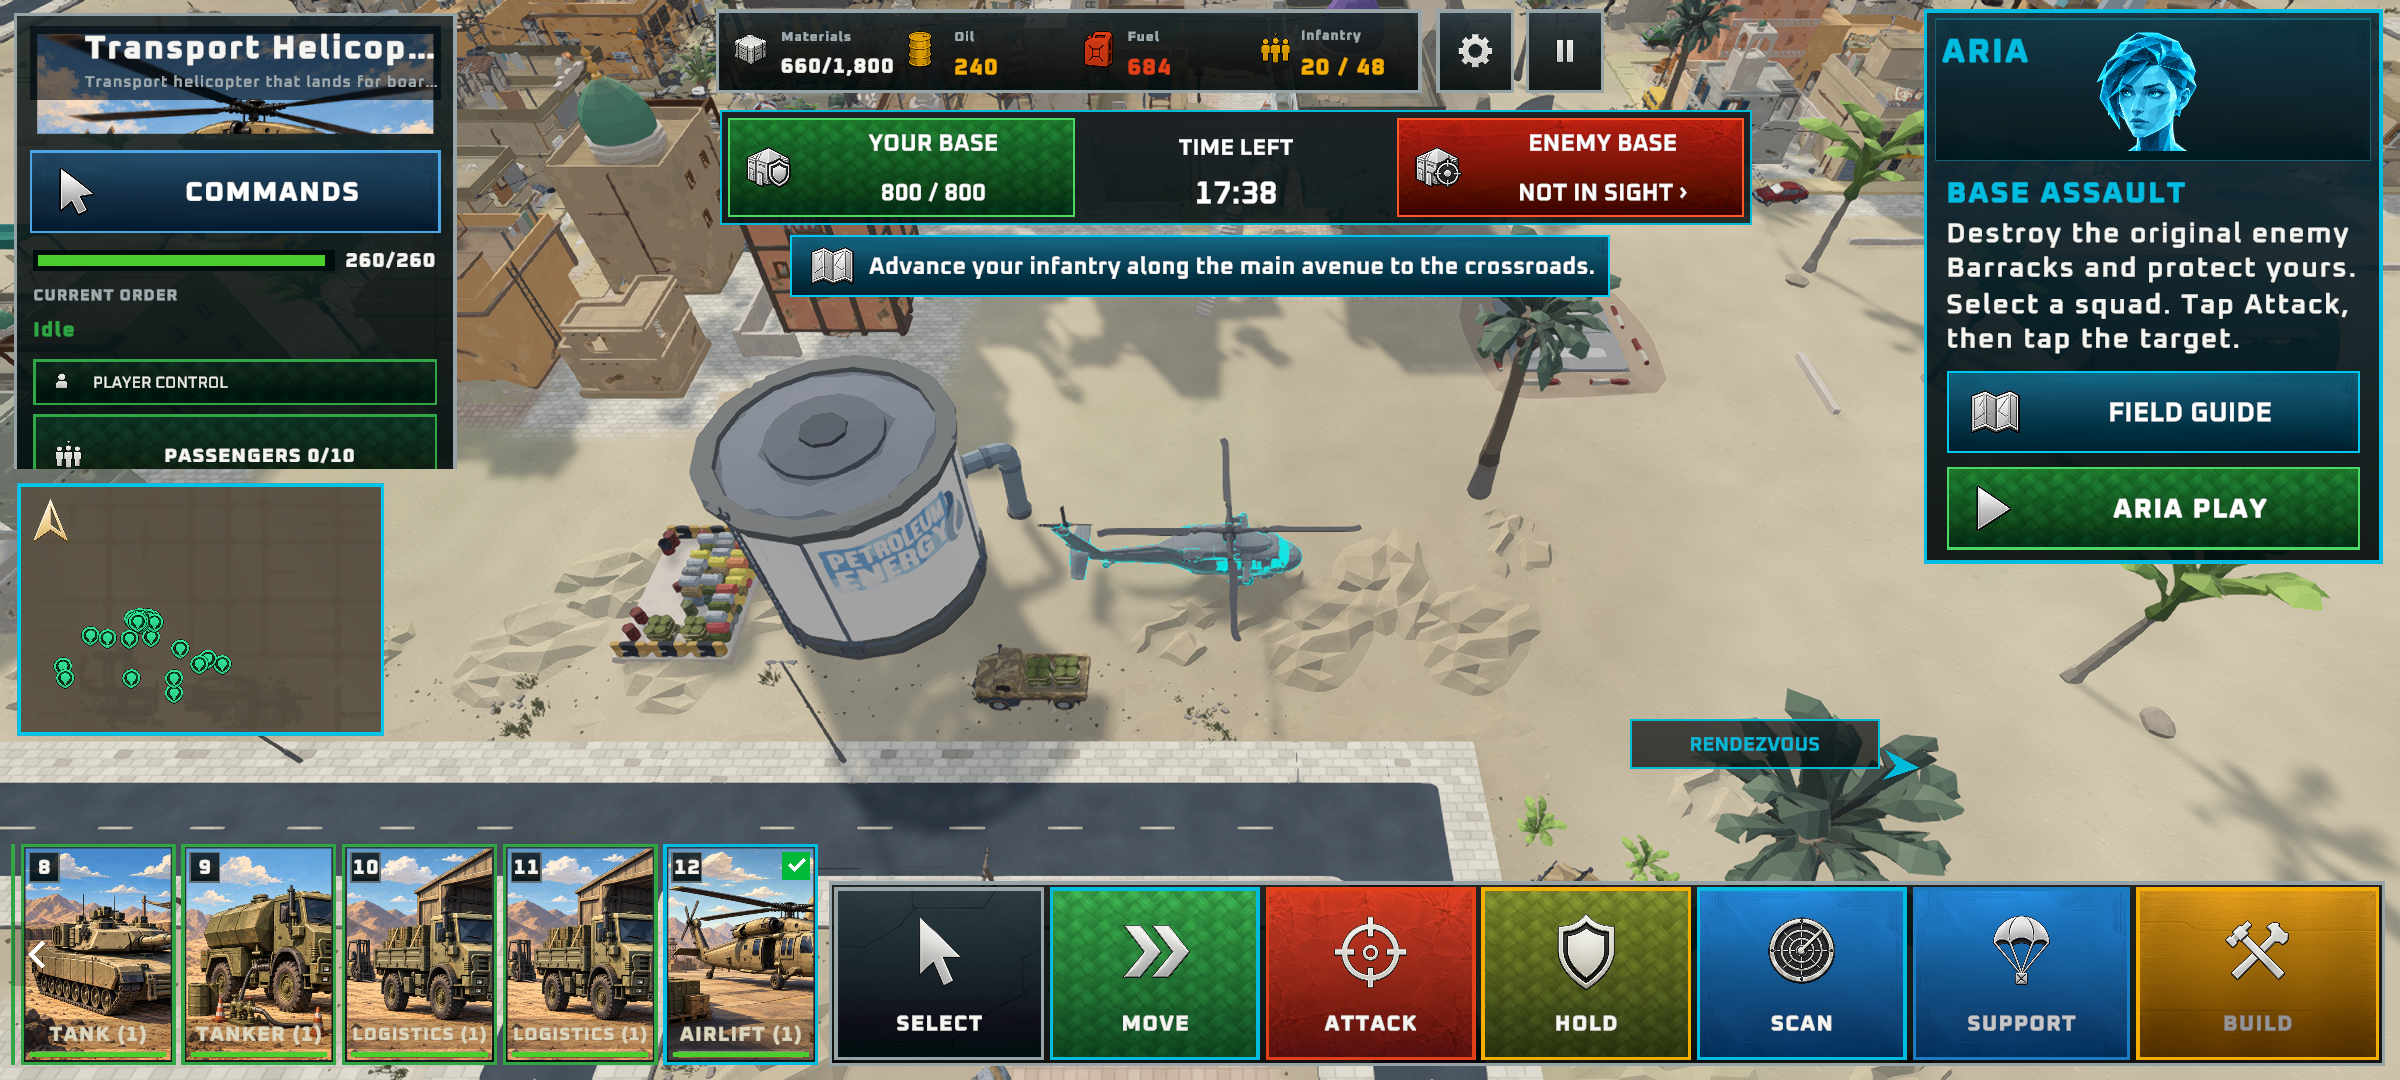 Transport Helicop...
Transport helicopter that lands for boar...
COMMANDS
260/260
CURRENT ORDER
Idle
PLAYER CONTROL
PASSENGERS 0/10
Materials
660/1,800
Oil
240
Fuel
684
Infantry
20 / 48
YOUR BASE
800 / 800
TIME LEFT
17:38
ENEMY BASE
NOT IN SIGHT ›
Advance your infantry along the main avenue to the crossroads.
ARIA
BASE ASSAULT
Destroy the original enemy
Barracks and protect yours.
Select a squad. Tap Attack,
then tap the target.
FIELD GUIDE
ARIA PLAY
PETROLEUM
ENERGY
RENDEZVOUS
8
TANK (1)
9
TANKER (1)
10
LOGISTICS (1)
11
LOGISTICS (1)
12
AIRLIFT (1)
SELECT
MOVE
ATTACK
HOLD
SCAN
SUPPORT
BUILD